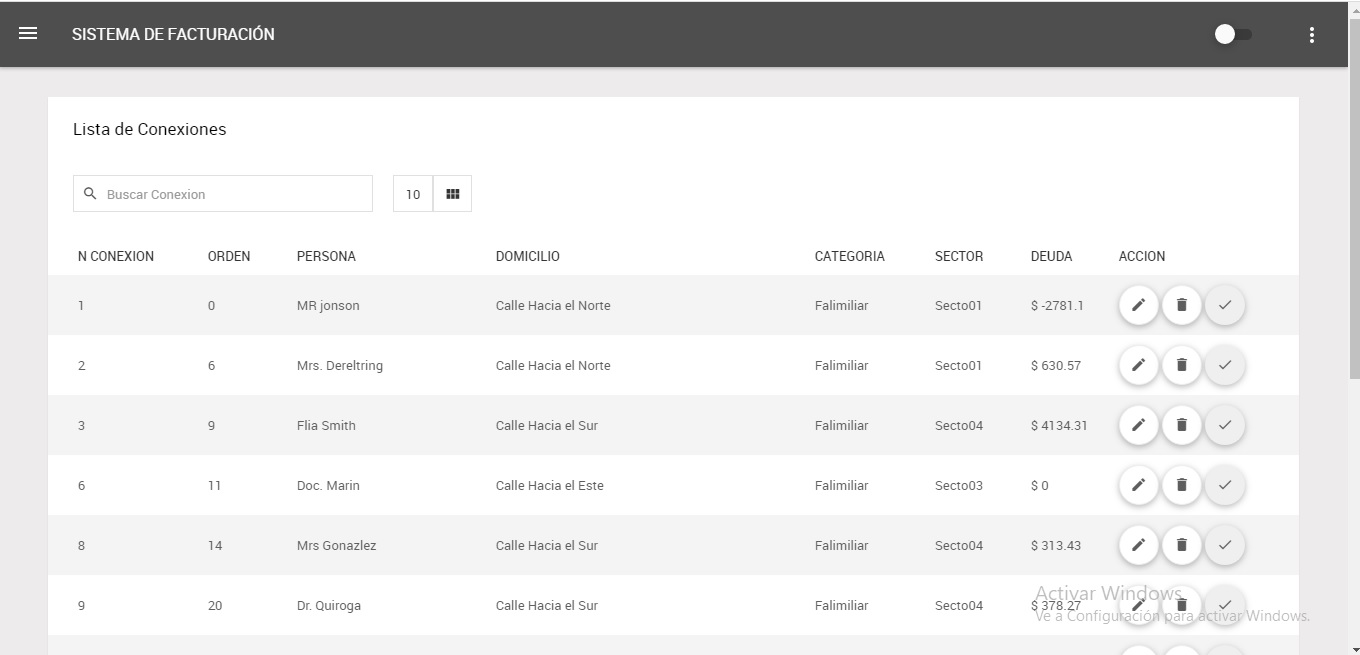 SISTEMA DE FACTURACIÓN
Lista de Conexiones
Buscar Conexion 10
N CONEXION ORDEN PERSONA DOMICILIO CATEGORIA SECTOR DEUDA ACCION
1 0 MR jonson Calle Hacia el Norte Falimiliar Secto01 $ -2781.1
2 6 Mrs. Dereltring Calle Hacia el Norte Falimiliar Secto01 $ 630.57
3 9 Flia Smith Calle Hacia el Sur Falimiliar Secto04 $ 4134.31
6 11 Doc. Marin Calle Hacia el Este Falimiliar Secto03 $ 0
8 14 Mrs Gonazlez Calle Hacia el Sur Falimiliar Secto04 $ 313.43
9 20 Dr. Quiroga Calle Hacia el Sur Falimiliar Secto04 $ 378.27
Activar Windows
Ve a Configuración para activar Windows.